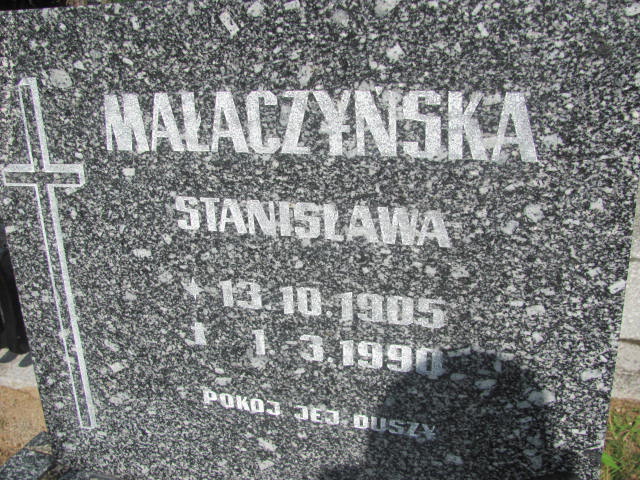 MAŁACZYŃSKA
STANISŁAWA
* 13.10.1905
† 1.3.1990
POKÓJ JEJ DUSZY